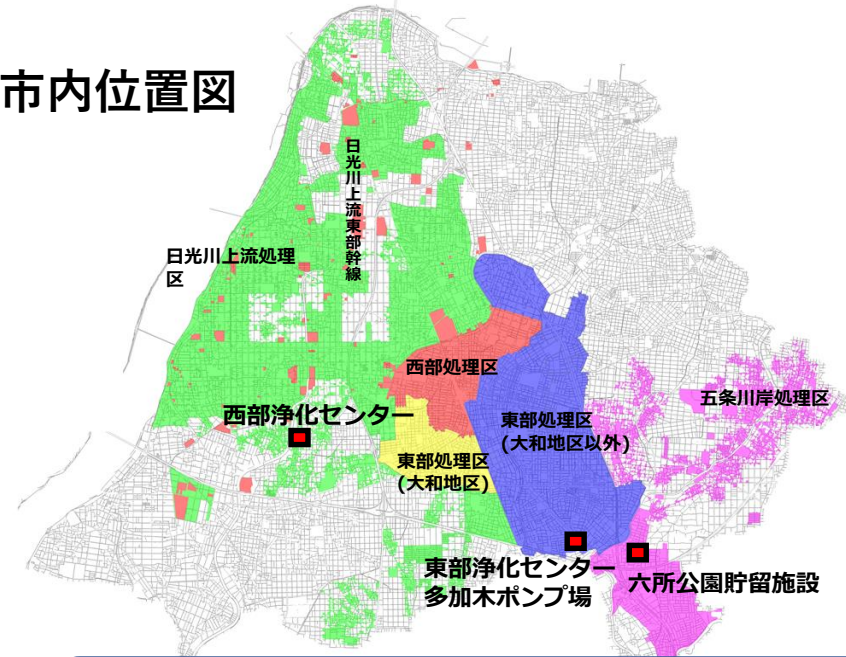 市内位置図
日光川上流東部幹線
日光川上流処理
区
西部処理区
五条川岸処理区
西部浄化センター
東部処理区
(大和地区以外)
東部処理区
(大和地区)
東部浄化センター
多加木ポンプ場
六所公園貯留施設